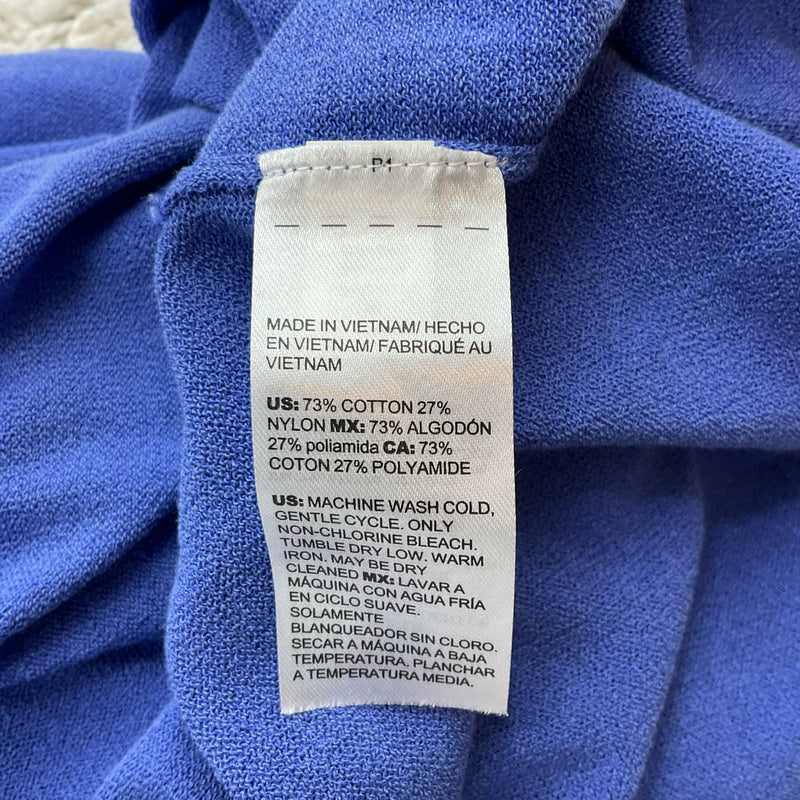 P1
MADE IN VIETNAM/ HECHO
EN VIETNAM/ FABRIQUÉ AU
VIETNAM
US: 73% COTTON 27%
NYLON MX: 73% ALGODÓN
27% poliamida CA: 73%
COTON 27% POLYAMIDE
US: MACHINE WASH COLD,
GENTLE CYCLE. ONLY
NON-CHLORINE BLEACH.
TUMBLE DRY LOW. WARM
IRON. MAY BE DRY
CLEANED MX: LAVAR A
MÁQUINA CON AGUA FRÍA
EN CICLO SUAVE.
SOLAMENTE
BLANQUEADOR SIN CLORO.
SECAR A MÁQUINA A BAJA
TEMPERATURA. PLANCHAR
A TEMPERATURA MEDIA.